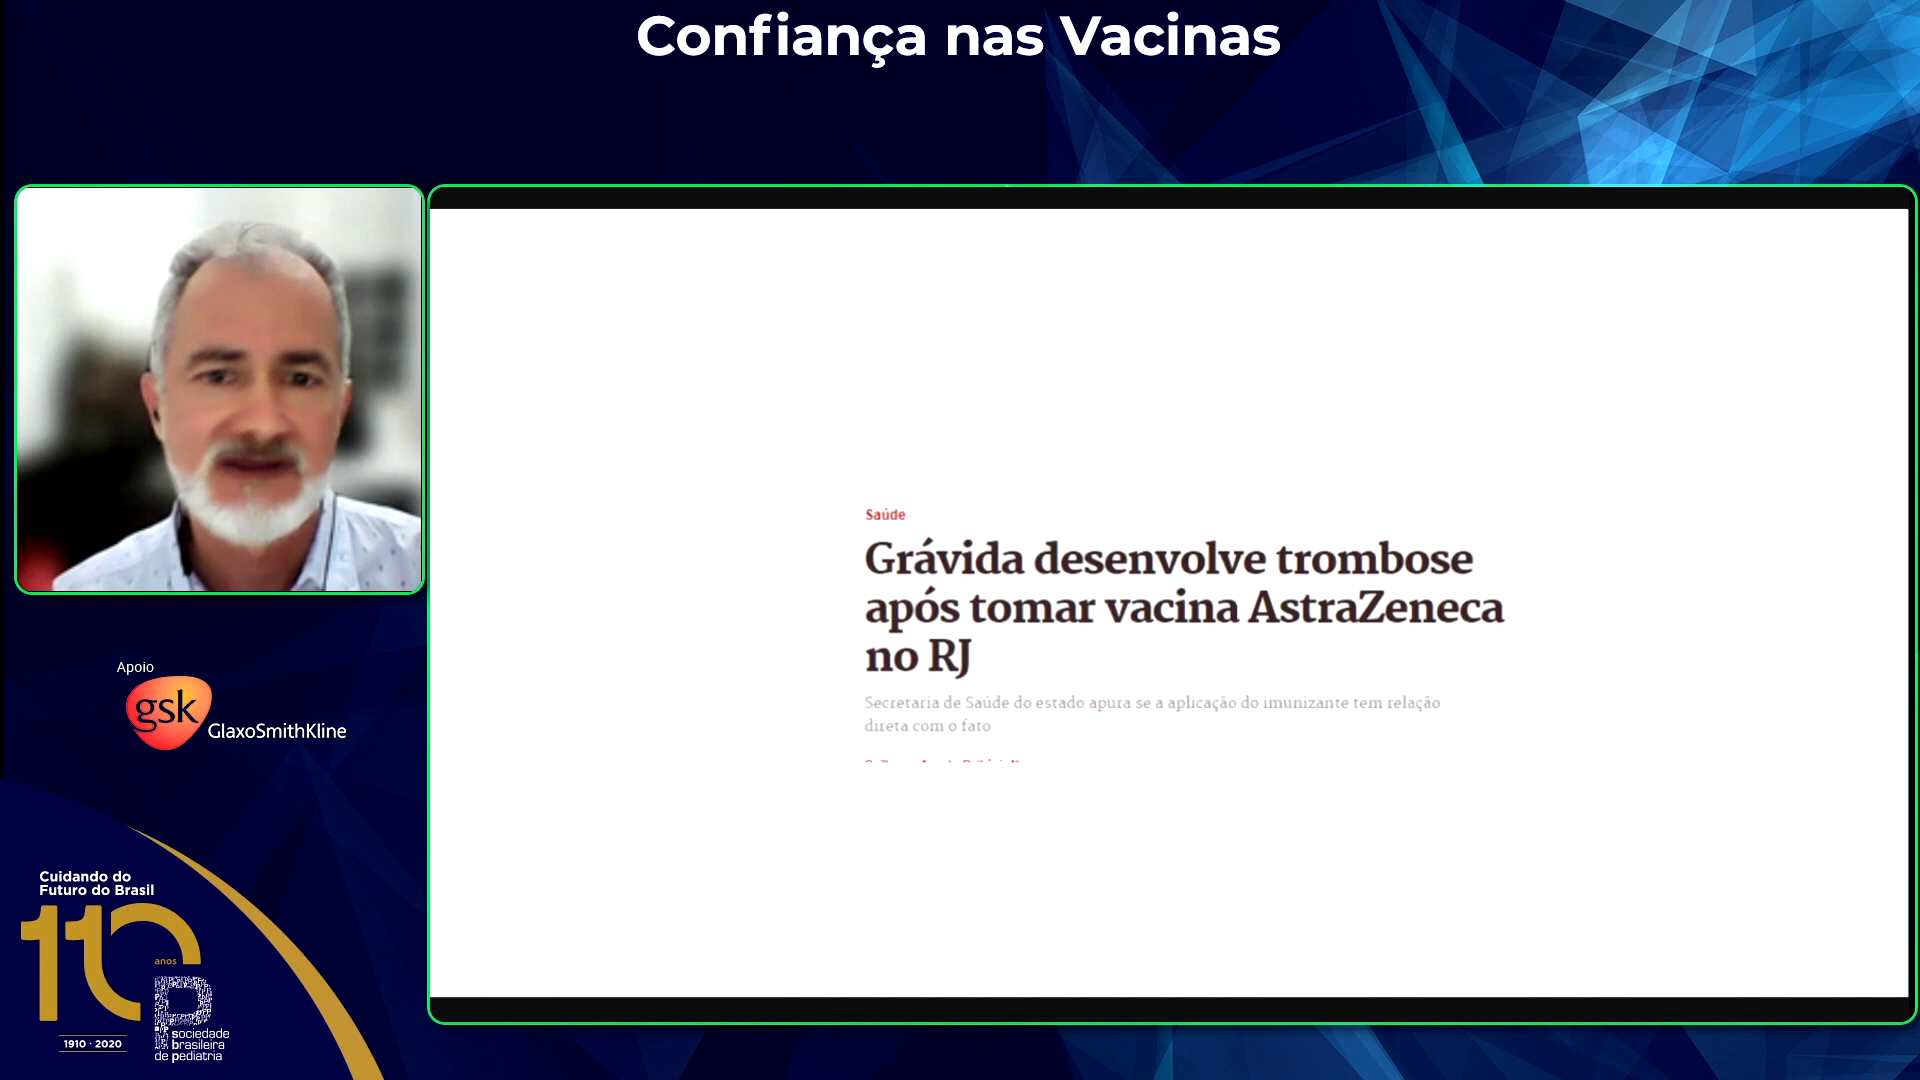 Confiança nas Vacinas
Saúde
Grávida desenvolve trombose
após tomar vacina AstraZeneca
no RJ
Secretaria de Saúde do estado apura se a aplicação do imunizante tem relação
direta com o fato
Apoio
gsk
GlaxoSmithKline
Cuidando do
Futuro do Brasil
110
anos
1910 · 2020
sociedade
brasileira
de pediatria